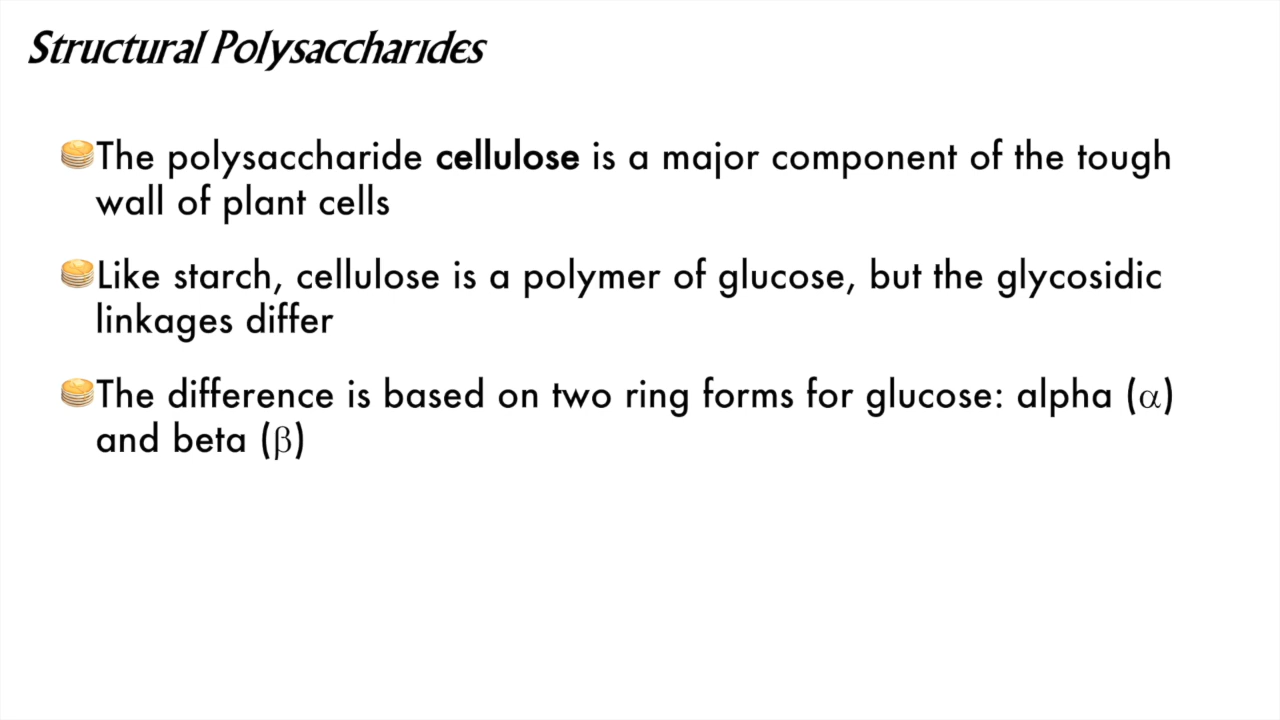 Structural Polysaccharides
The polysaccharide cellulose is a major component of the tough
wall of plant cells
Like starch, cellulose is a polymer of glucose, but the glycosidic
linkages differ
The difference is based on two ring forms for glucose: alpha (α)
and beta (β)